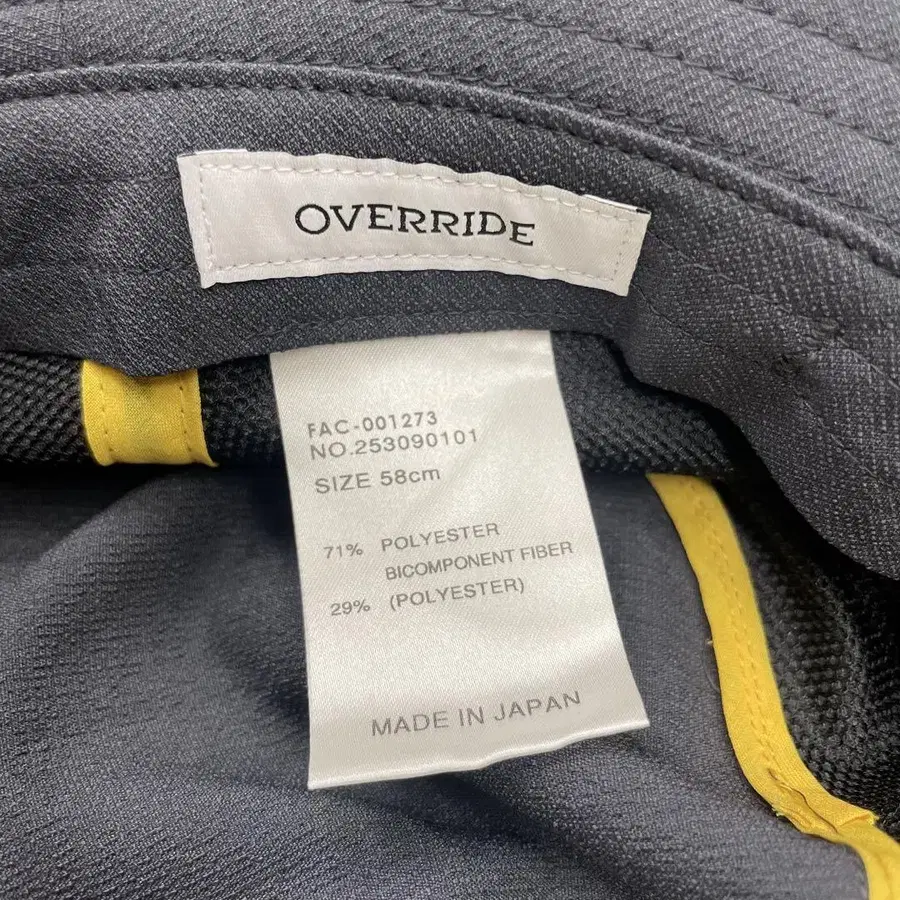 OVERRIDE
FAC-001273
NO.253090101
SIZE 58cm
71% POLYESTER
BICOMPONENT FIBER
29% (POLYESTER)
MADE IN JAPAN